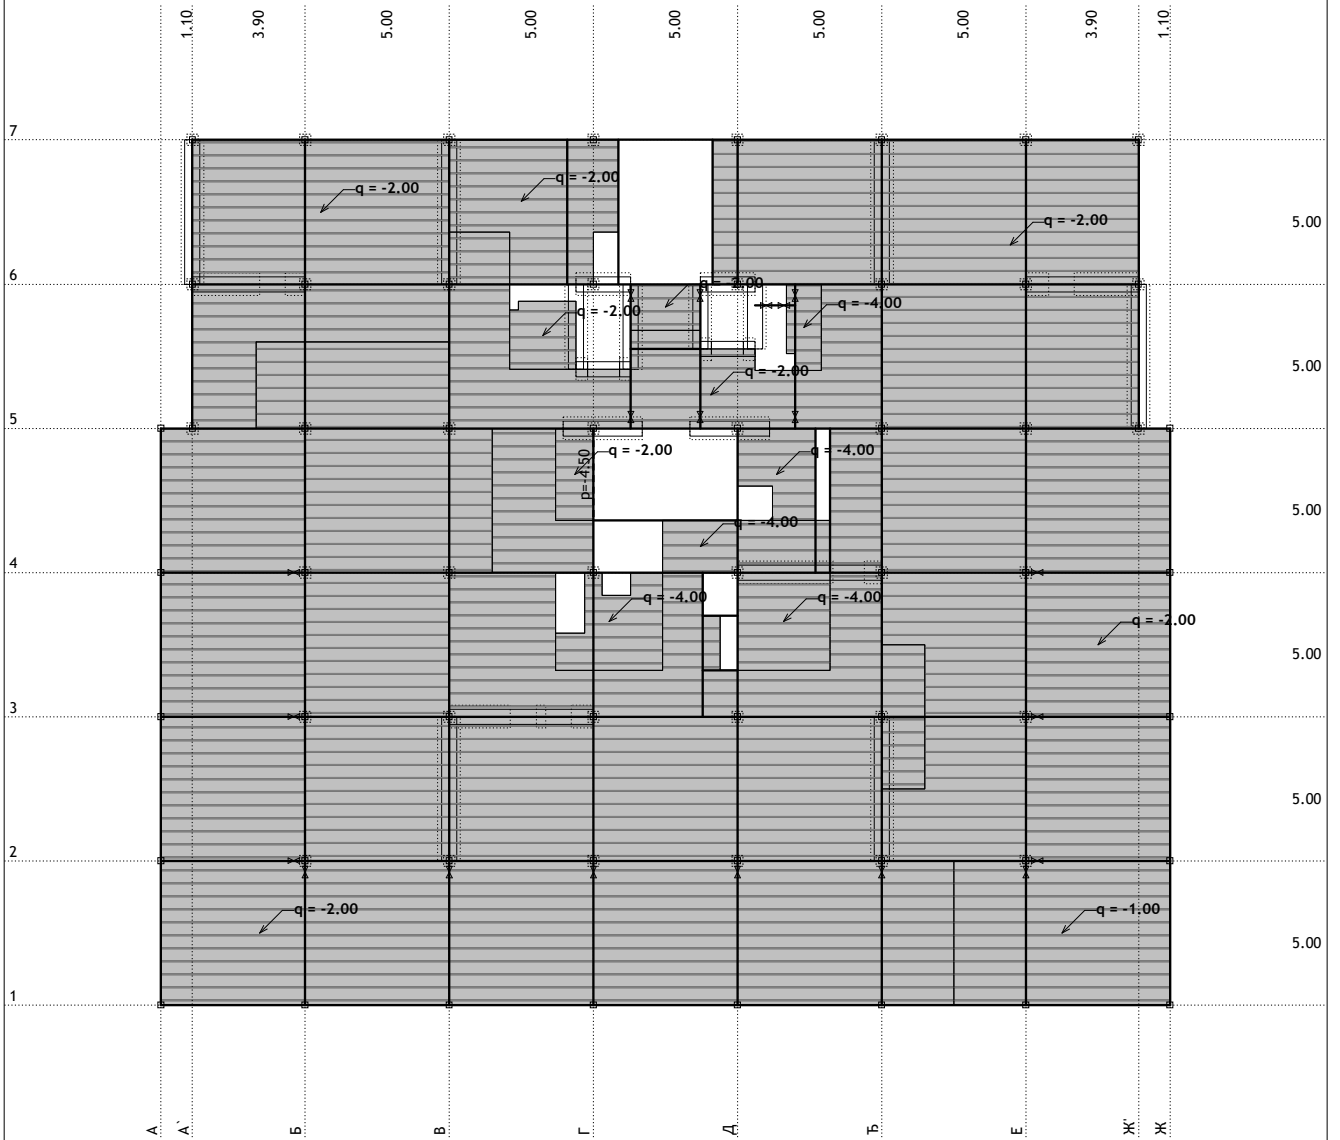 1.10
3.90
5.00
5.00
5.00
5.00
5.00
3.90
1.10
7
q = -2.00
q = -2.00
q = -2.00
5.00
6
q = -2.00
q = -2.00
q = -4.00
5.00
q = -2.00
5
q = -2.00
q = -4.00
p=-4.50
5.00
q = -4.00
4
q = -4.00
q = -4.00
q = -2.00
5.00
3
5.00
2
q = -2.00
q = -1.00
5.00
1
А
А`
Б
В
Г
Д
Ђ
Е
Ж'
Ж